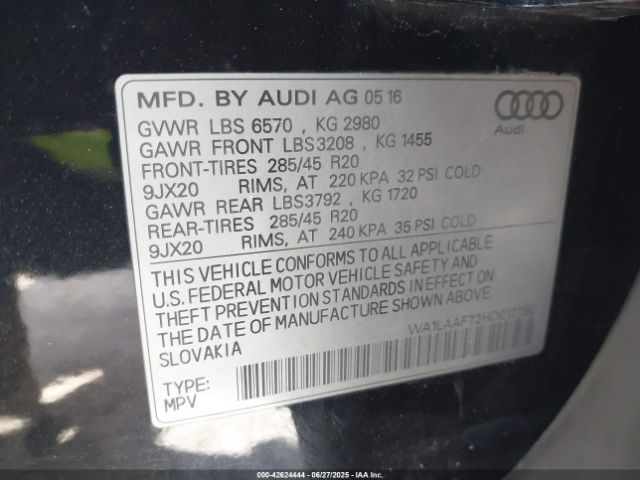 MFD. BY AUDI AG 05 16
Audi
GVWR LBS 6570 , KG 2980
GAWR FRONT LBS3208 , KG 1455
FRONT-TIRES 285/45 R20
9JX20 RIMS, AT 220 KPA 32 PSI COLD
GAWR REAR LBS3792 , KG 1720
REAR-TIRES 285/45 R20
9JX20 RIMS, AT 240 KPA 35 PSI COLD
THIS VEHICLE CONFORMS TO ALL APPLICABLE
U.S. FEDERAL MOTOR VEHICLE SAFETY AND
THEFT PREVENTION STANDARDS IN EFFECT ON
THE DATE OF MANUFACTURE SHOWN ABOVE.
SLOVAKIA
TYPE:
MPV
000-42624444 - 06/27/2025 - IAA, Inc.